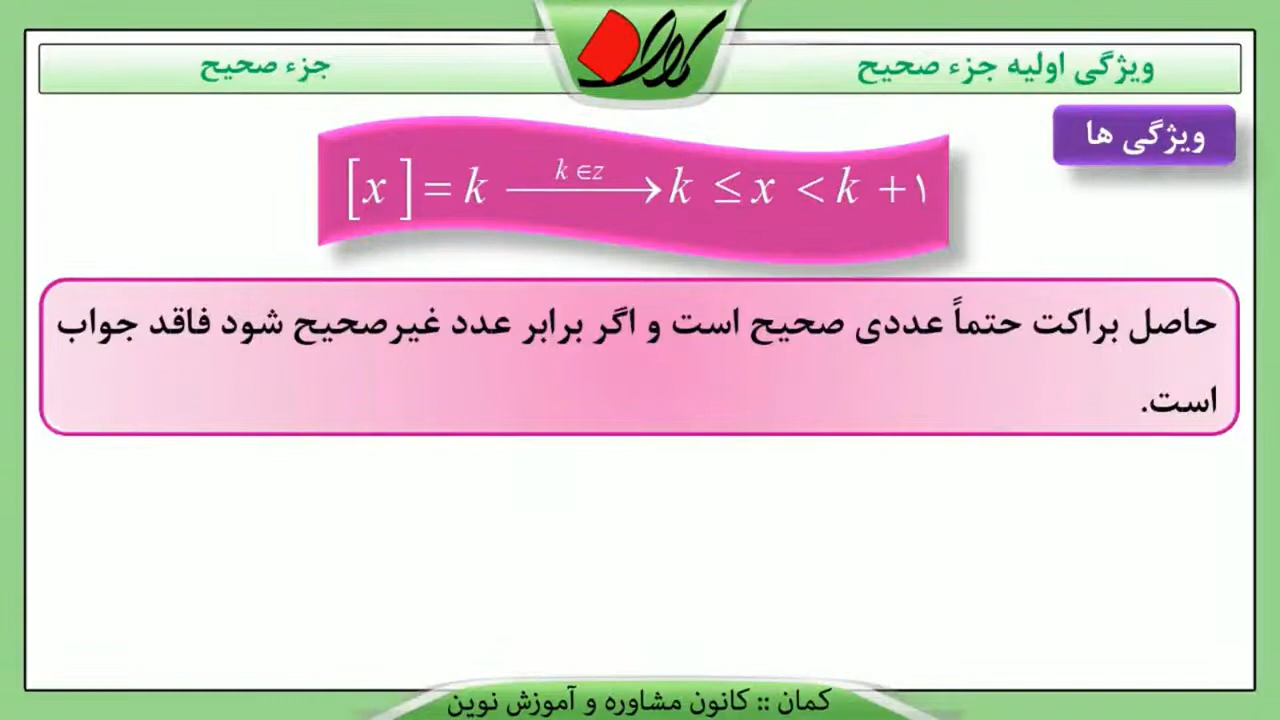 ویژگی اولیه جزء صحیح
جزء صحیح
ویژگی ها
[x] = k \xrightarrow{k ∈ z} k ≤ x < k + ۱
حاصل براکت حتماً عددی صحیح است و اگر برابر عدد غیرصحیح شود فاقد جواب
است.
کمان :: کانون مشاوره و آموزش نوین